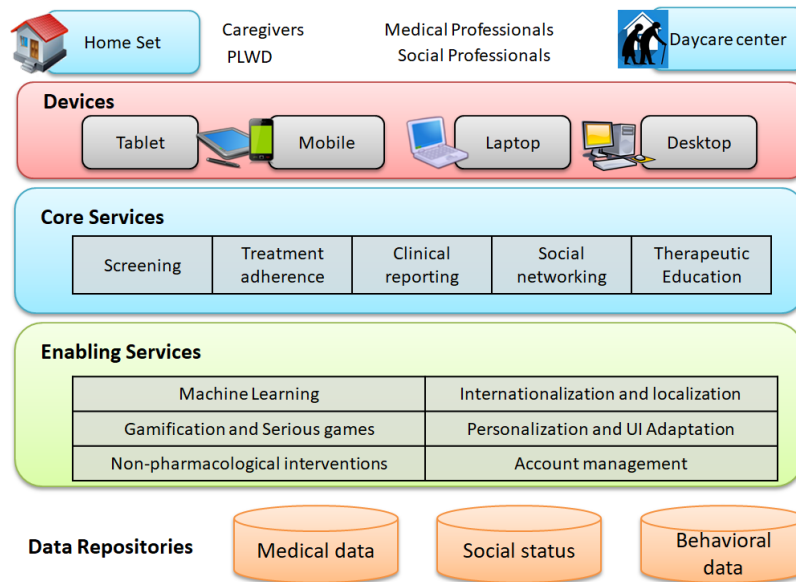 Home Set
Caregivers
PLWD
Medical Professionals
Social Professionals
Daycare center
Devices
Tablet
Mobile
Laptop
Desktop
Core Services
Screening
Treatment
adherence
Clinical
reporting
Social
networking
Therapeutic
Education
Enabling Services
Machine Learning
Internationalization and localization
Gamification and Serious games
Personalization and UI Adaptation
Non-pharmacological interventions
Account management
Data Repositories
Medical data
Social status
Behavioral
data